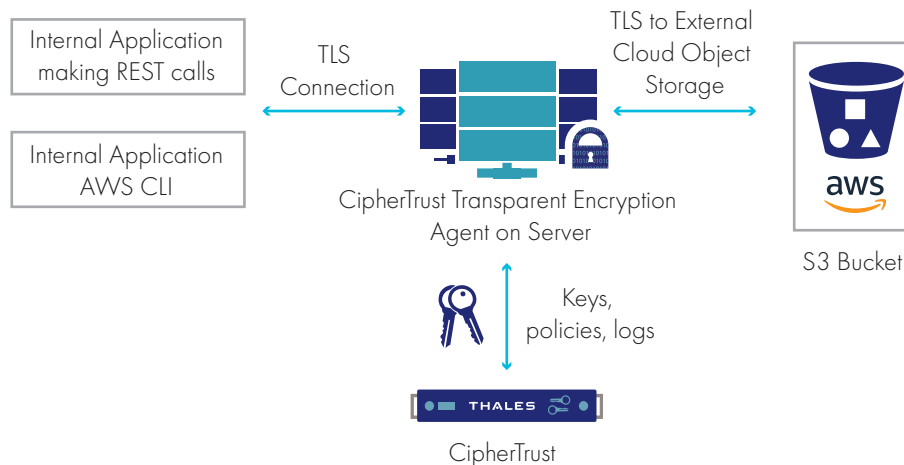 Internal Application
making REST calls
Internal Application
AWS CLI
TLS
Connection
TLS to External
Cloud Object
Storage
CipherTrust Transparent Encryption
Agent on Server
aws
S3 Bucket
Keys,
policies, logs
THALES
CipherTrust